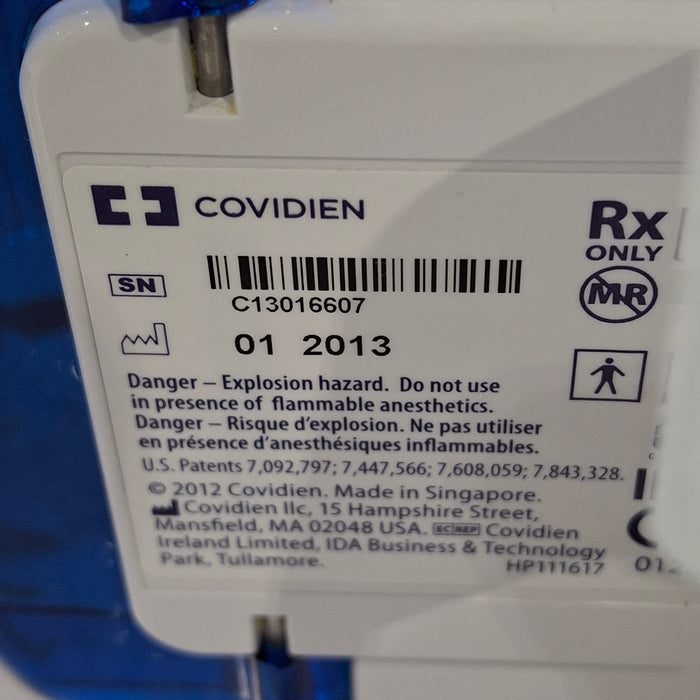 COVIDIEN
Rx
ONLY
SN
C13016607
MR
01 2013
Danger – Explosion hazard. Do not use
in presence of flammable anesthetics.
Danger – Risque d'explosion. Ne pas utiliser
en présence d'anesthésiques inflammables.
U.S. Patents 7,092,797; 7,447,566; 7,608,059; 7,843,328.
© 2012 Covidien. Made in Singapore.
Covidien llc, 15 Hampshire Street,
Mansfield, MA 02048 USA. EC REP Covidien
Ireland Limited, IDA Business & Technology
Park, Tullamore.
HP111617